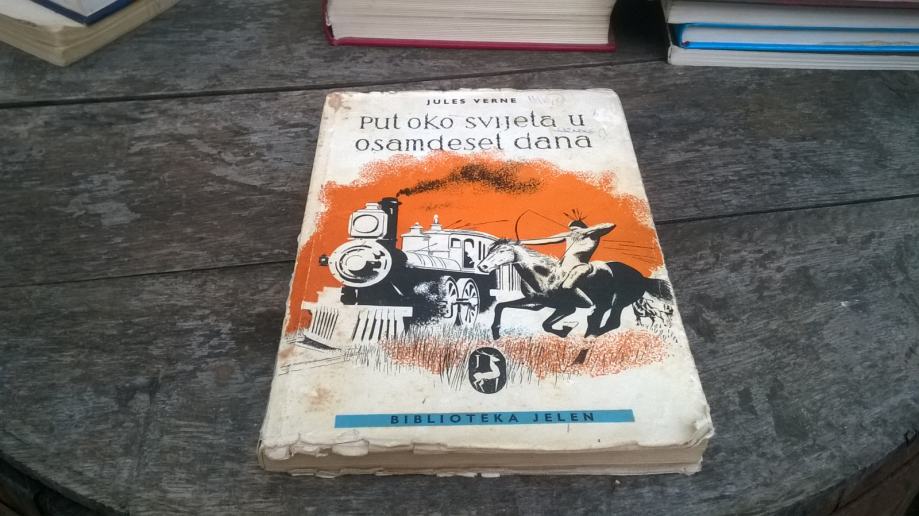 JULES VERNE
Put oko svijeta u
osamdeset dana
BIBLIOTEKA JELEN